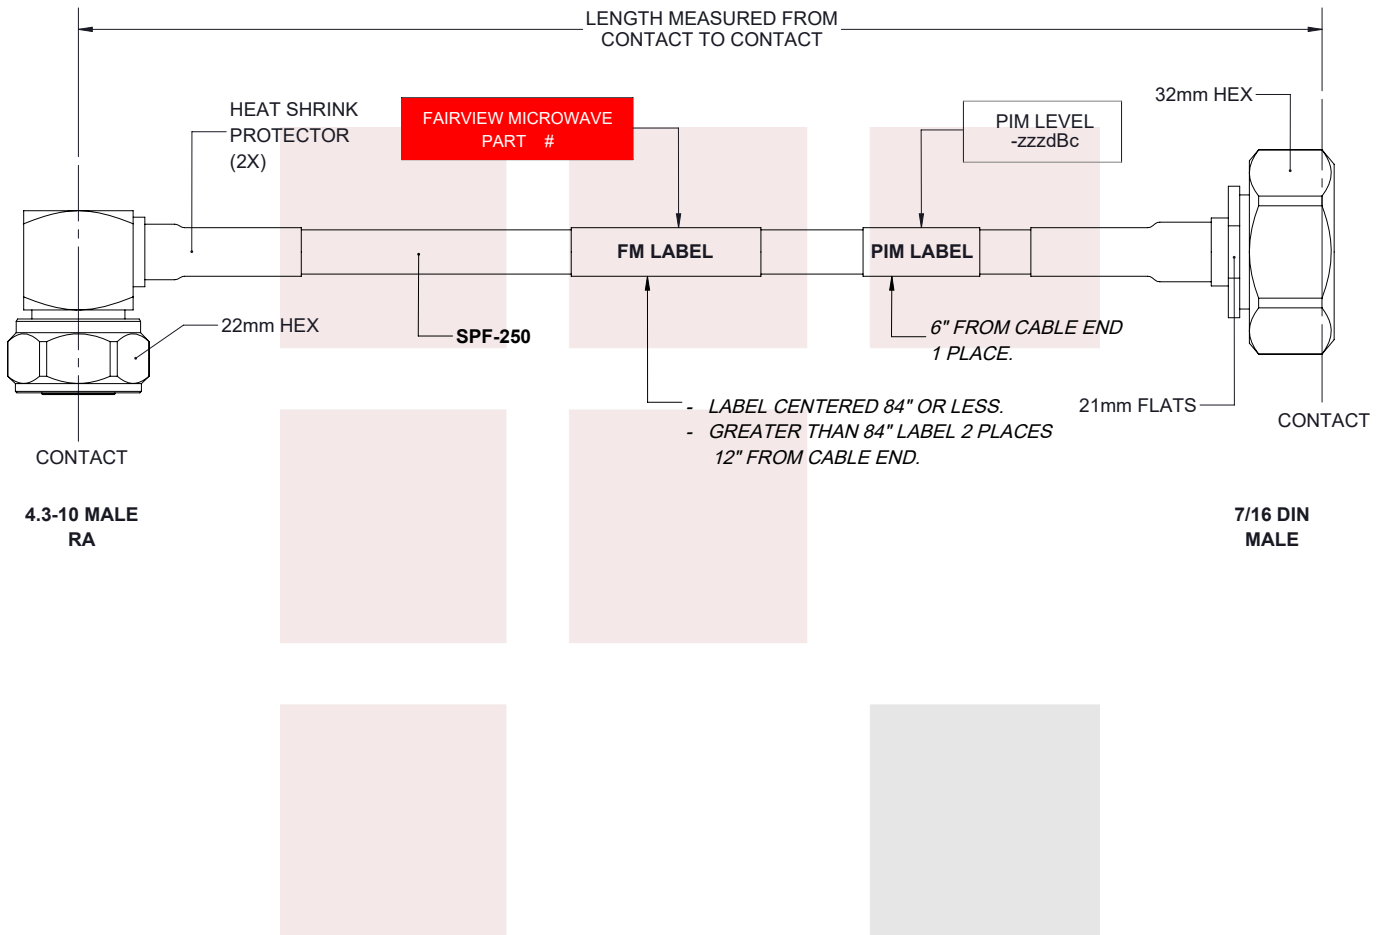 LENGTH MEASURED FROM
CONTACT TO CONTACT
32mm HEX
HEAT SHRINK
PROTECTOR
(2X)
FAIRVIEW MICROWAVE
PART #
PIM LEVEL
-zzzdBc
FM LABEL
PIM LABEL
22mm HEX
SPF-250
6" FROM CABLE END
1 PLACE.
- LABEL CENTERED 84" OR LESS.
- GREATER THAN 84" LABEL 2 PLACES
12" FROM CABLE END.
21mm FLATS
CONTACT
CONTACT
4.3-10 MALE
RA
7/16 DIN
MALE